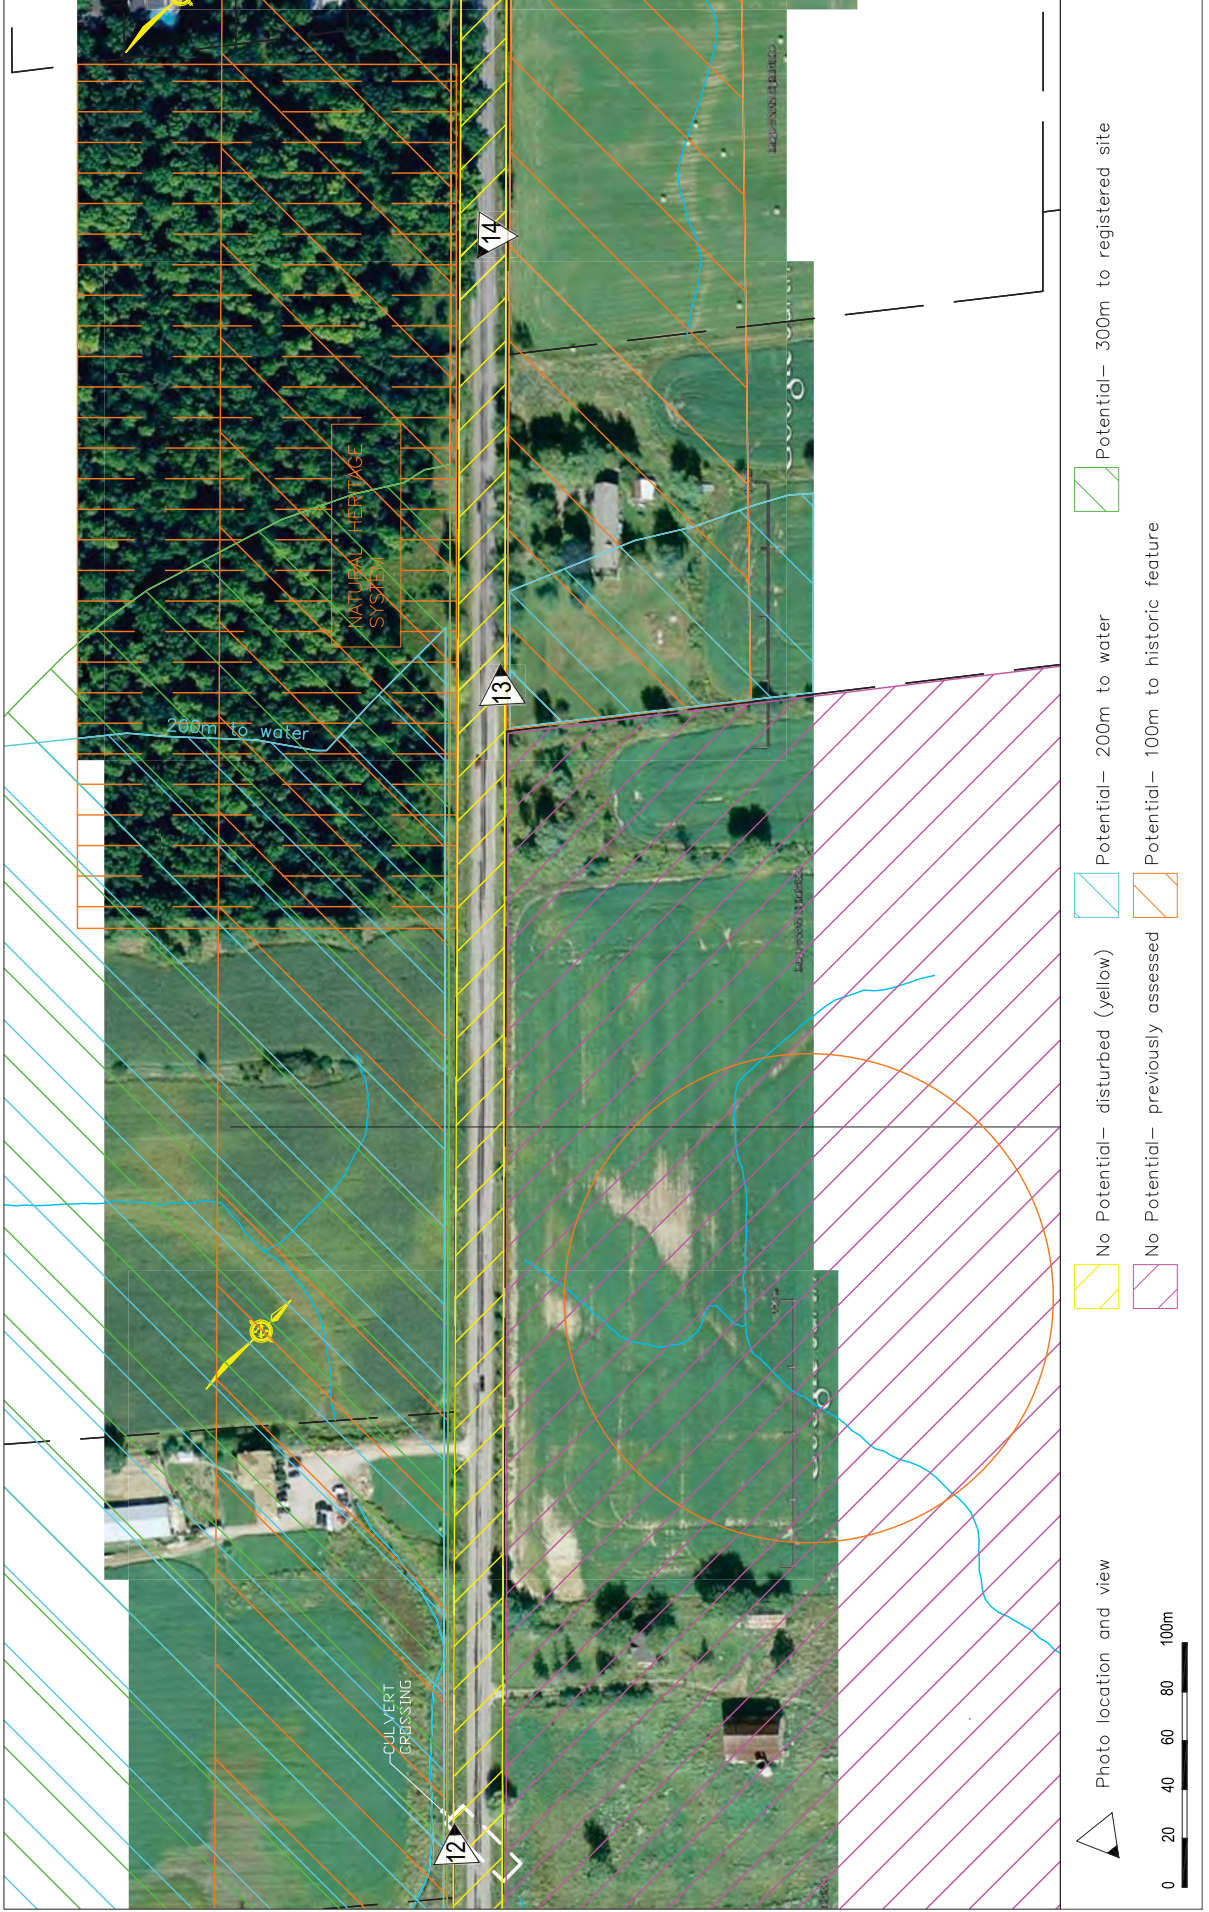 NATURAL HERITAGE
SYSTEM
200m to water
CULVERT
CROSSING
12
13
14
Photo location and view
0 20 40 60 80 100m
No Potential- disturbed (yellow)
No Potential- previously assessed
Potential- 200m to water
Potential- 100m to historic feature
Potential- 300m to registered site